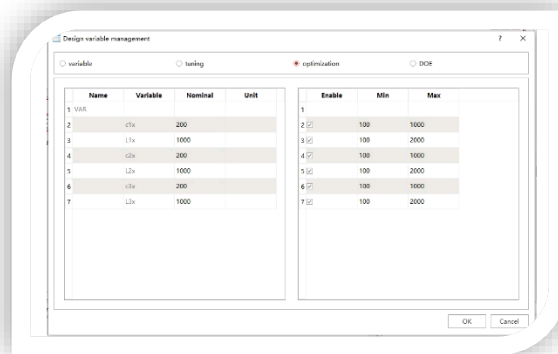 Design variable management ? X
variable tuning optimization DOE
Name Variable Nominal Unit Enable Min Max
1 VAR 1
2 c1x 200 2 100 1000
3 L1x 1000 3 100 2000
4 c2x 200 4 100 1000
5 L2x 1000 5 100 2000
6 c3x 200 6 100 1000
7 L3x 1000 7 100 2000
OK Cancel